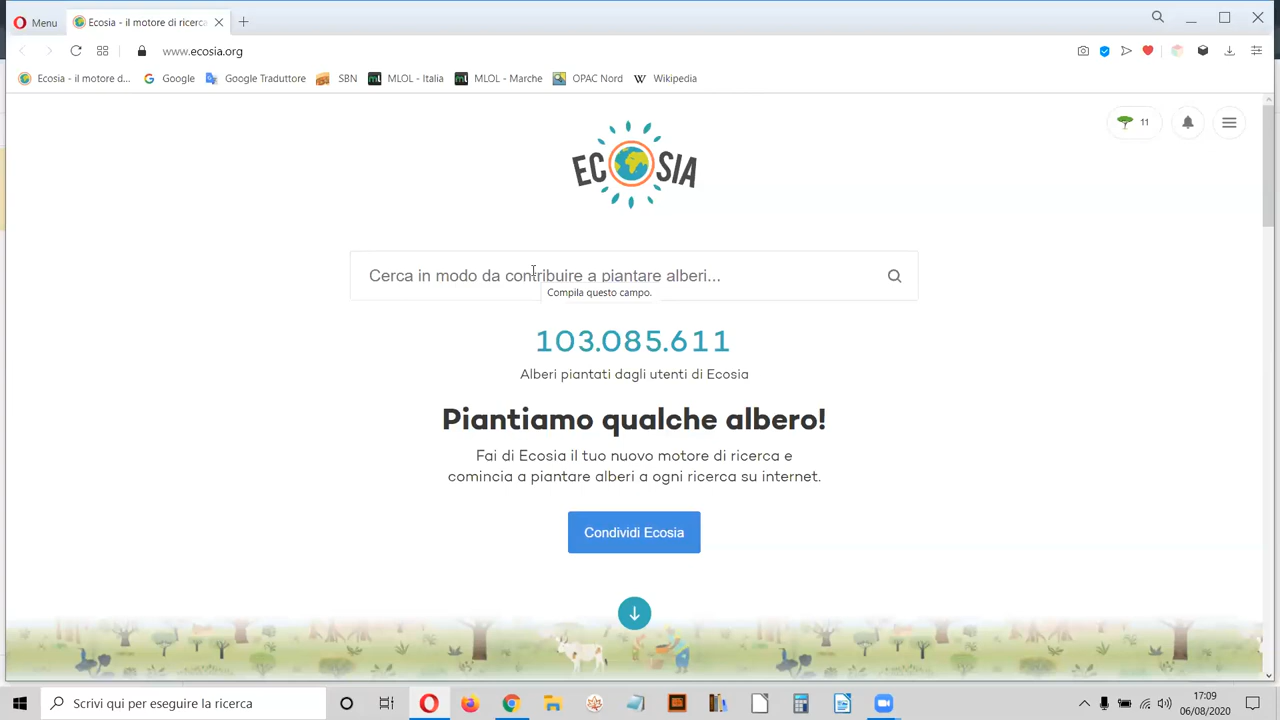 Menu
Ecosia - il motore di ricerca
www.ecosia.org
Ecosia - il motore d...
Google
Google Traduttore
SBN
MLOL - Italia
MLOL - Marche
OPAC Nord
Wikipedia
11
ECOSIA
Cerca in modo da contribuire a piantare alberi...
Compila questo campo.
103.085.611
Alberi piantati dagli utenti di Ecosia
Piantiamo qualche albero!
Fai di Ecosia il tuo nuovo motore di ricerca e
comincia a piantare alberi a ogni ricerca su internet.
Condividi Ecosia
Scrivi qui per eseguire la ricerca
17:09
06/08/2020